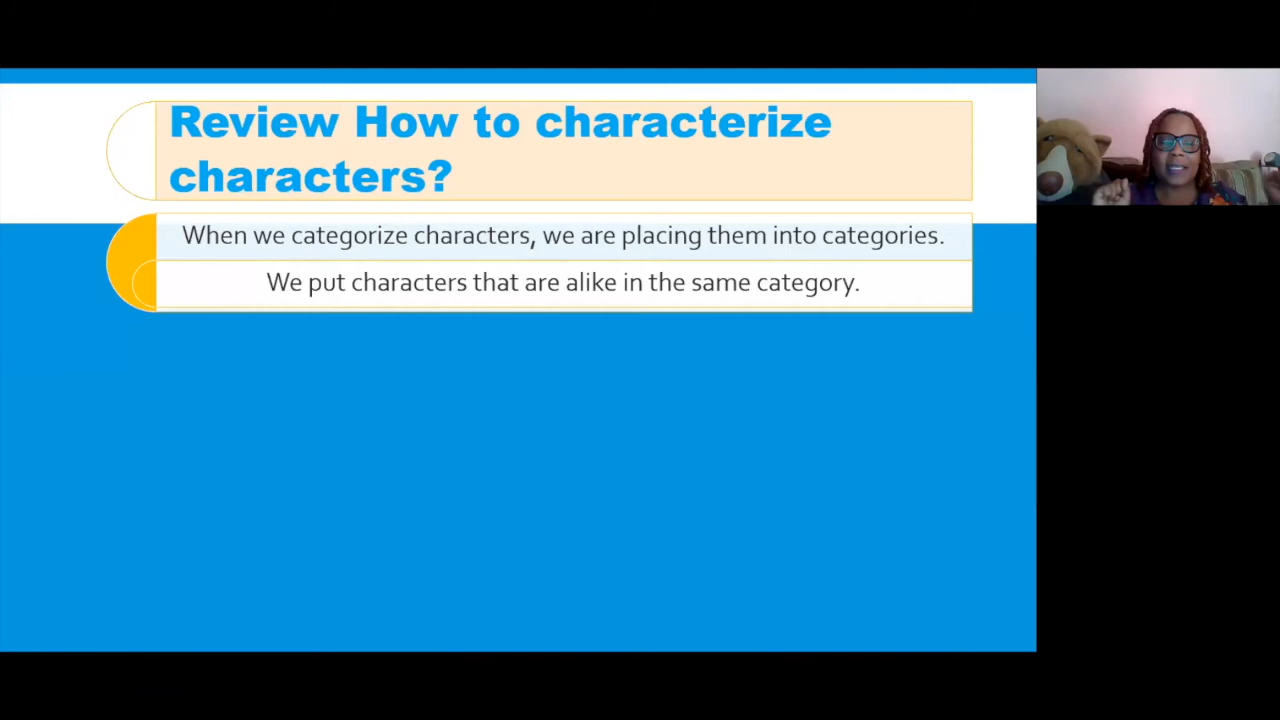 Review How to characterize
characters?
When we categorize characters, we are placing them into categories.
We put characters that are alike in the same category.